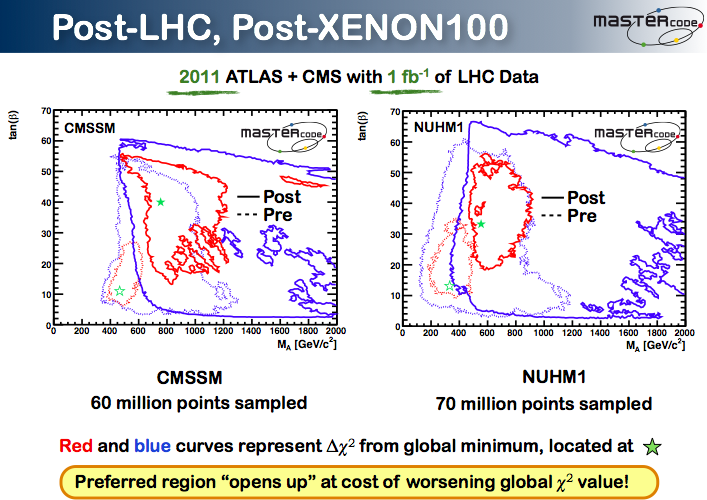 Post-LHC, Post-XENON100
MASTERCODE
2011 ATLAS + CMS with 1 fb⁻¹ of LHC Data
tan(β)
70
60
50
40
30
20
10
0
CMSSM
MASTERCODE
Post
Pre
0 200 400 600 800 1000 1200 1400 1600 1800 2000
M_A [GeV/c²]
tan(β)
70
60
50
40
30
20
10
0
NUHM1
MASTERCODE
Post
Pre
0 200 400 600 800 1000 1200 1400 1600 1800 2000
M_A [GeV/c²]
CMSSM
60 million points sampled
NUHM1
70 million points sampled
Red and blue curves represent Δχ² from global minimum, located at
Preferred region “opens up” at cost of worsening global χ² value!